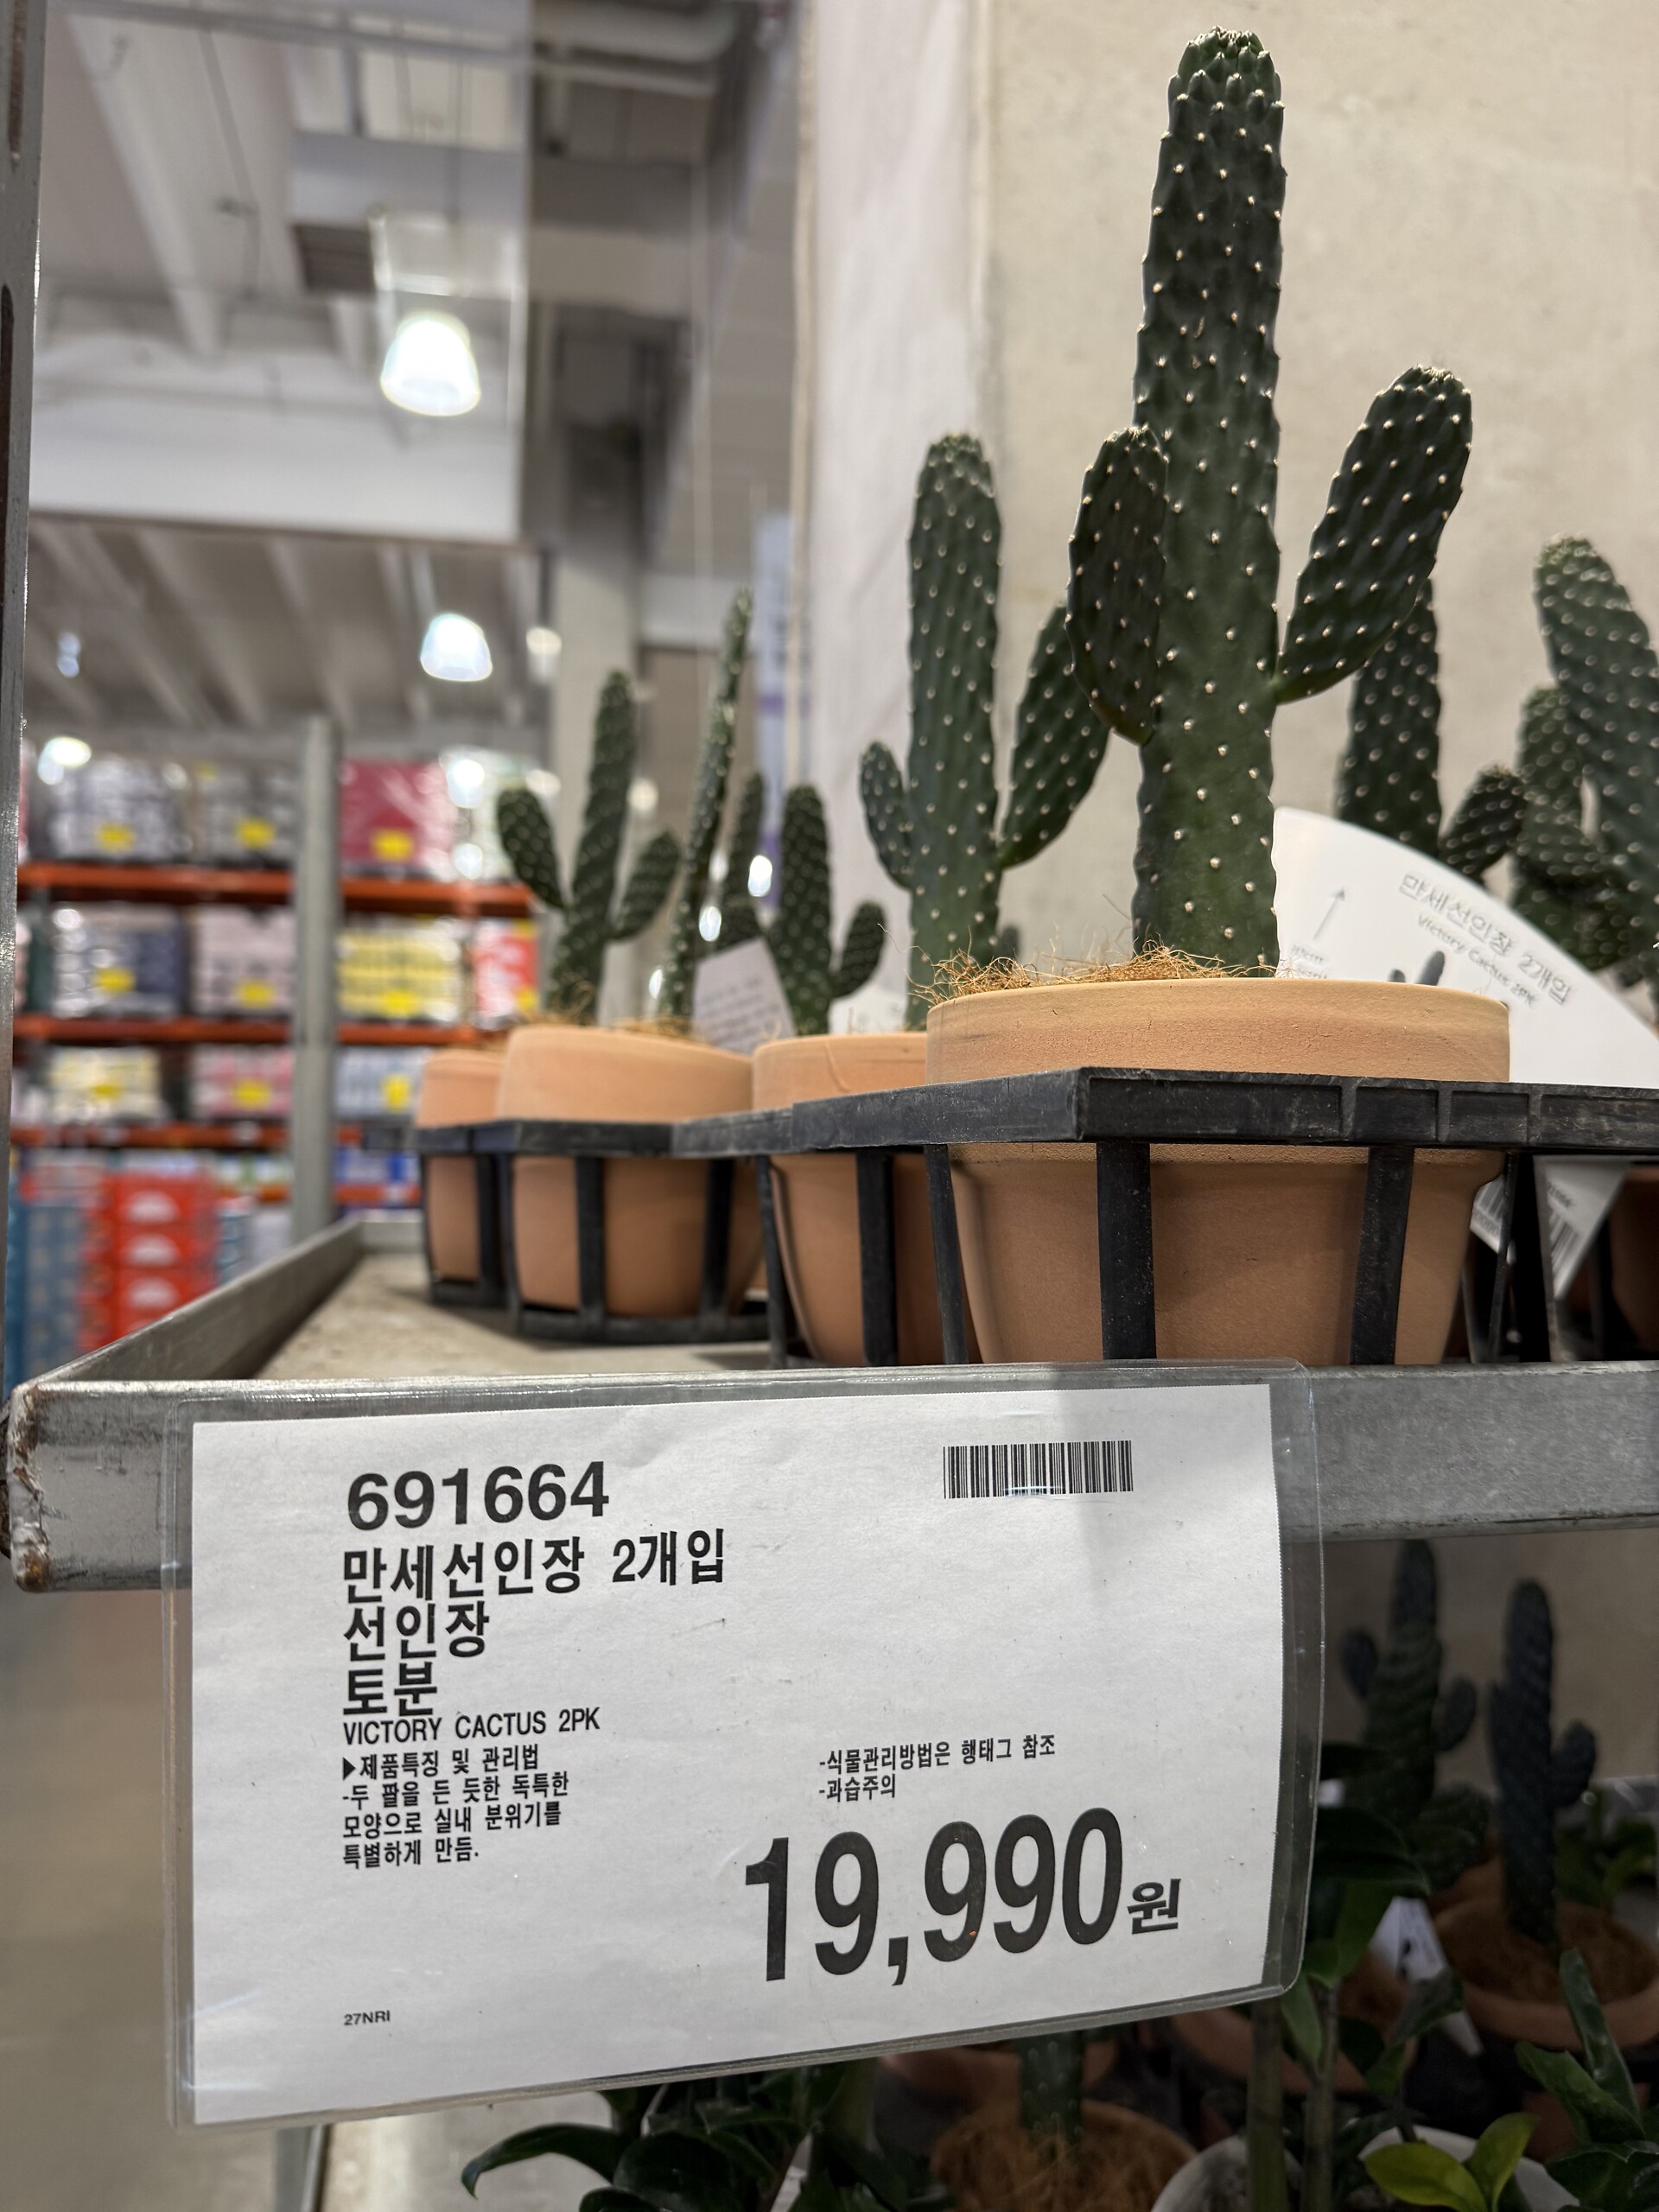 만세선인장 2개입
Victory Cactus 2PK
691664
만세선인장 2개입
선인장
토분
VICTORY CACTUS 2PK
▶제품특징 및 관리법
-두 팔을 든 듯한 독특한
모양으로 실내 분위기를
특별하게 만듬.
-식물관리방법은 행태그 참조
-과습주의
19,990원
27NRI